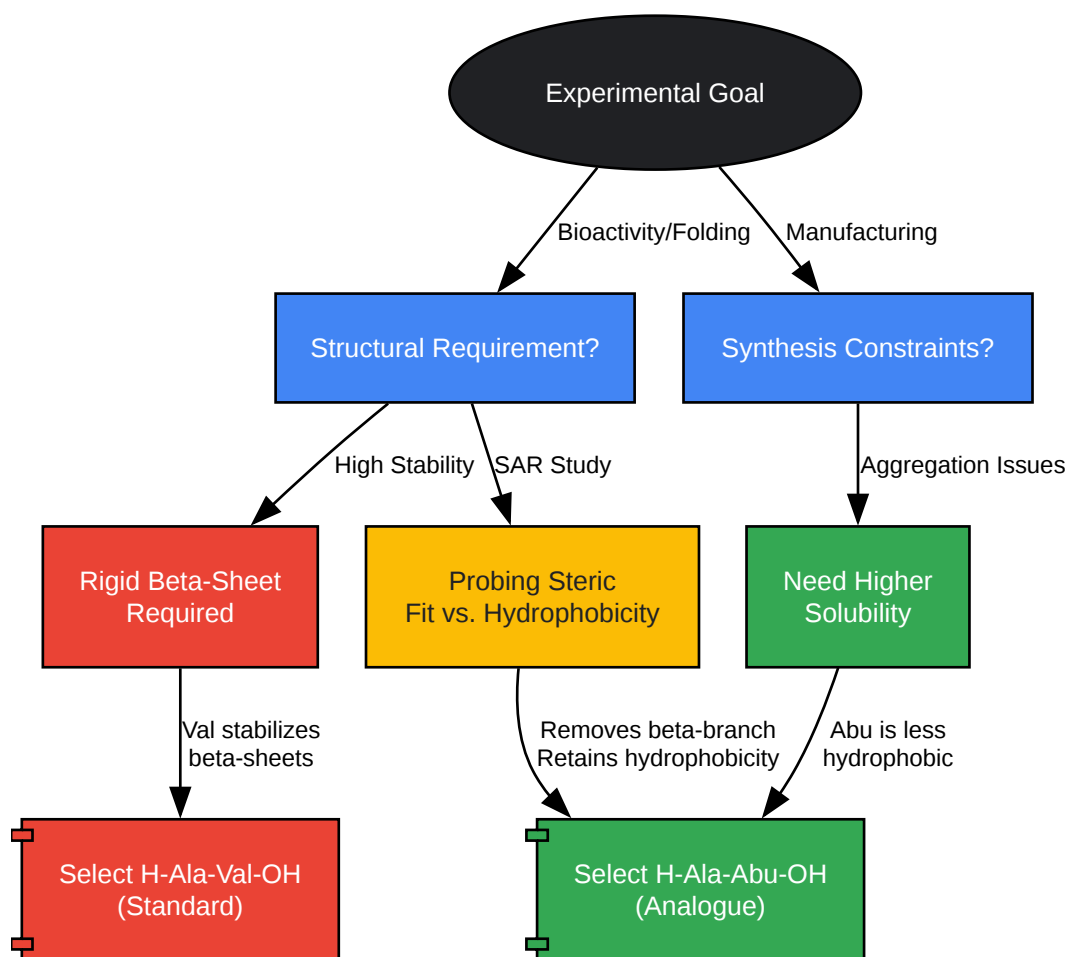 Experimental Goal
Bioactivity/Folding
Manufacturing
Structural Requirement?
Synthesis Constraints?
High Stability
SAR Study
Aggregation Issues
Rigid Beta-Sheet
Required
Probing Steric
Fit vs. Hydrophobicity
Need Higher
Solubility
Val stabilizes
beta-sheets
Removes beta-branch
Retains hydrophobicity
Abu is less
hydrophobic
Select H-Ala-Val-OH
(Standard)
Select H-Ala-Abu-OH
(Analogue)